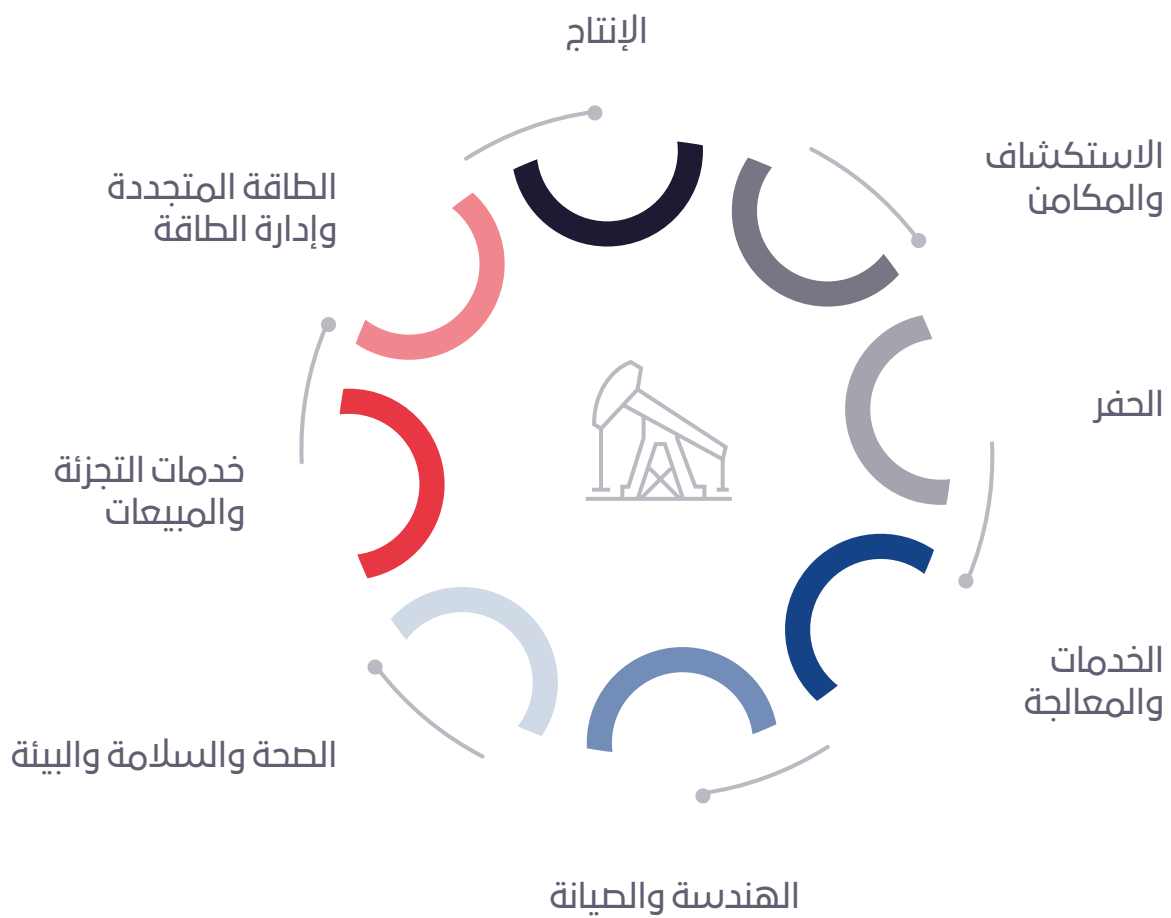 الإنتاج
الاستكشاف
والمكامن
الحفر
الخدمات
والمعالجة
الهندسة والصيانة
الصحة والسلامة والبيئة
خدمات التجزئة
والمبيعات
الطاقة المتجددة
وإدارة الطاقة